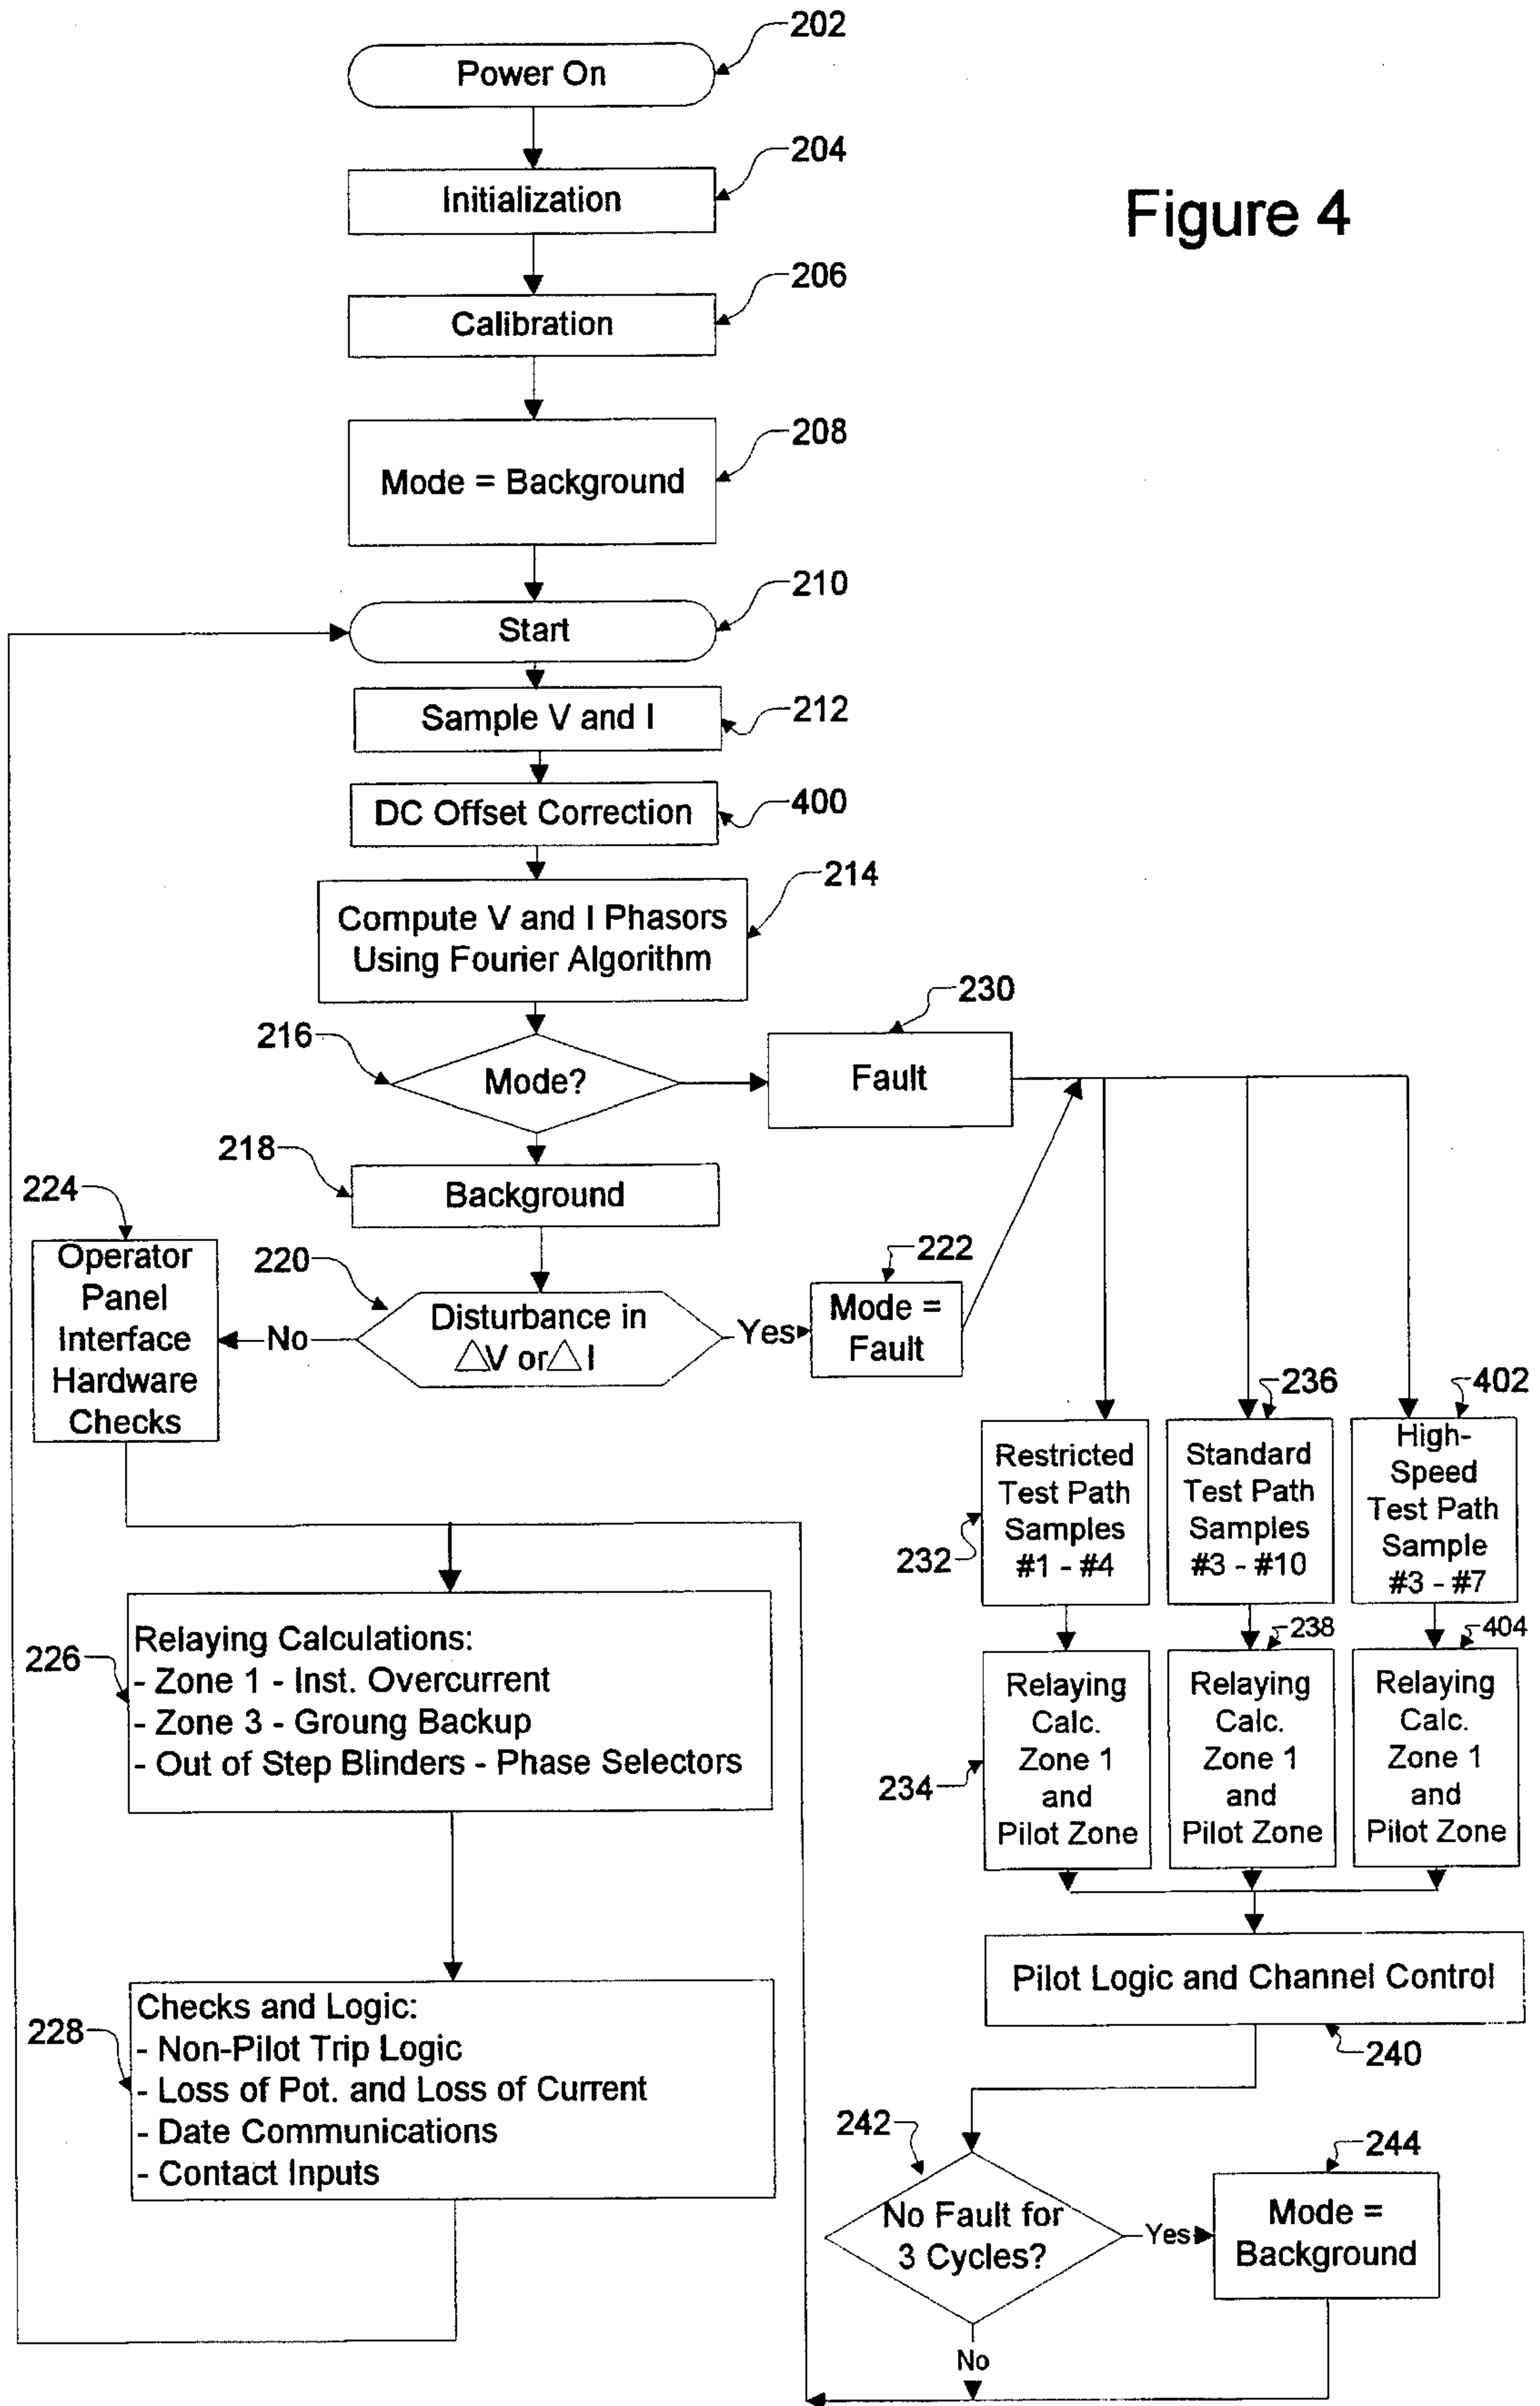 202
Power On
204
Initialization
Figure 4
206
Calibration
208
Mode = Background
210
Start
Sample V and I
212
DC Offset Correction
400
214
Compute V and I Phasors
Using Fourier Algorithm
230
216
Mode?
Fault
218
Background
224
Operator
Panel
Interface
Hardware
Checks
220
Disturbance in
△V or△ I
No
Yes
222
Mode =
Fault
236
402
Restricted
Test Path
Samples
#1 - #4
232
Standard
Test Path
Samples
#3 - #10
High-
Speed
Test Path
Sample
#3 - #7
238
404
226
Relaying Calculations:
- Zone 1 - Inst. Overcurrent
- Zone 3 - Groung Backup
- Out of Step Blinders - Phase Selectors
234
Relaying
Calc.
Zone 1
and
Pilot Zone
Relaying
Calc.
Zone 1
and
Pilot Zone
Relaying
Calc.
Zone 1
and
Pilot Zone
Pilot Logic and Channel Control
240
228
Checks and Logic:
- Non-Pilot Trip Logic
- Loss of Pot. and Loss of Current
- Date Communications
- Contact Inputs
242
No Fault for
3 Cycles?
Yes
244
Mode =
Background
No